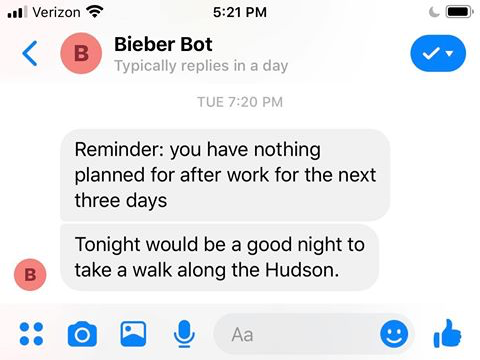 Verizon 5:21 PM
Bieber Bot
B
Typically replies in a day
TUE 7:20 PM
Reminder: you have nothing
planned for after work for the next
three days
Tonight would be a good night to
take a walk along the Hudson.
B
Aa